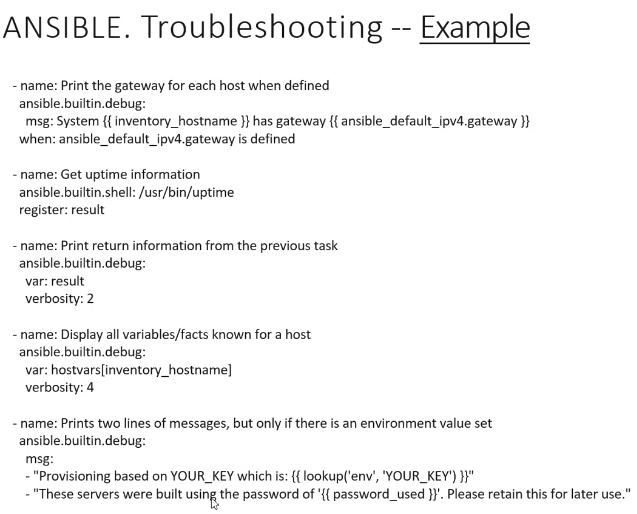 ANSIBLE. Troubleshooting -- Example
- name: Print the gateway for each host when defined
  ansible.builtin.debug:
    msg: System {{ inventory_hostname }} has gateway {{ ansible_default_ipv4.gateway }}
  when: ansible_default_ipv4.gateway is defined
- name: Get uptime information
  ansible.builtin.shell: /usr/bin/uptime
  register: result
- name: Print return information from the previous task
  ansible.builtin.debug:
    var: result
    verbosity: 2
- name: Display all variables/facts known for a host
  ansible.builtin.debug:
    var: hostvars[inventory_hostname]
    verbosity: 4
- name: Prints two lines of messages, but only if there is an environment value set
  ansible.builtin.debug:
    msg:
    - "Provisioning based on YOUR_KEY which is: {{ lookup('env', 'YOUR_KEY') }}"
    - "These servers were built using the password of '{{ password_used }}'. Please retain this for later use."